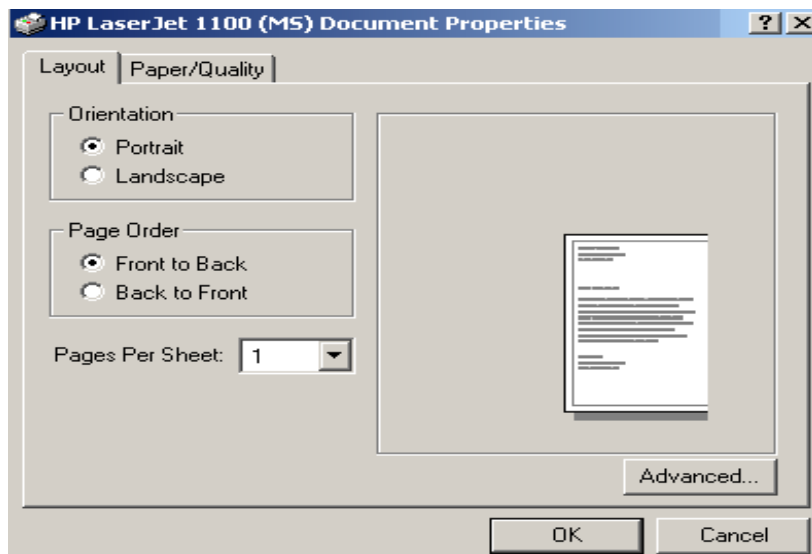 HP LaserJet 1100 (MS) Document Properties
Layout Paper/Quality
Orientation
Portrait
Landscape
Page Order
Front to Back
Back to Front
Pages Per Sheet: 1
Advanced...
OK Cancel